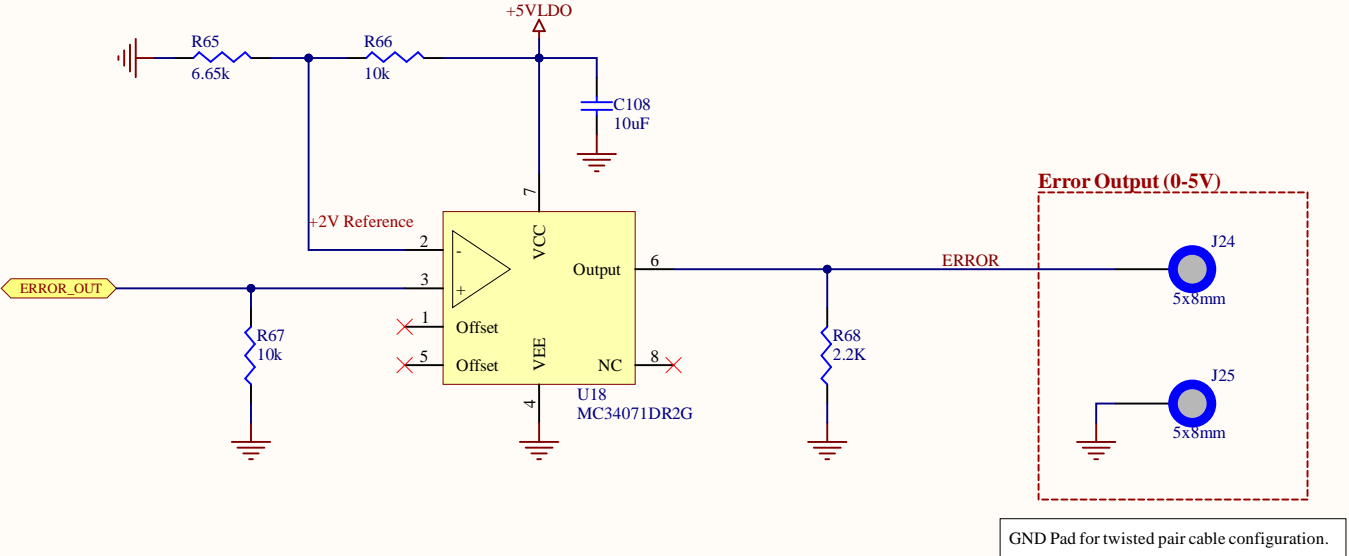 +5VLDO
R65
6.65k
R66
10k
C108
10uF
7
VCC
+2V Reference
2
-
3
+
Output
6
ERROR
ERROR_OUT
1
Offset
5
Offset
VEE
4
NC
8
R67
10k
U18
MC34071DR2G
R68
2.2K
Error Output (0-5V)
J24
5x8mm
J25
5x8mm
GND Pad for twisted pair cable configuration.